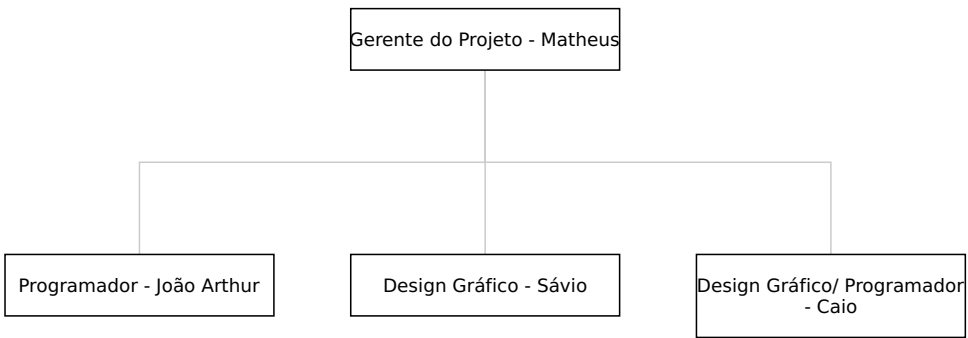 Gerente do Projeto - Matheus
Programador - João Arthur
Design Gráfico - Sávio
Design Gráfico/ Programador
- Caio